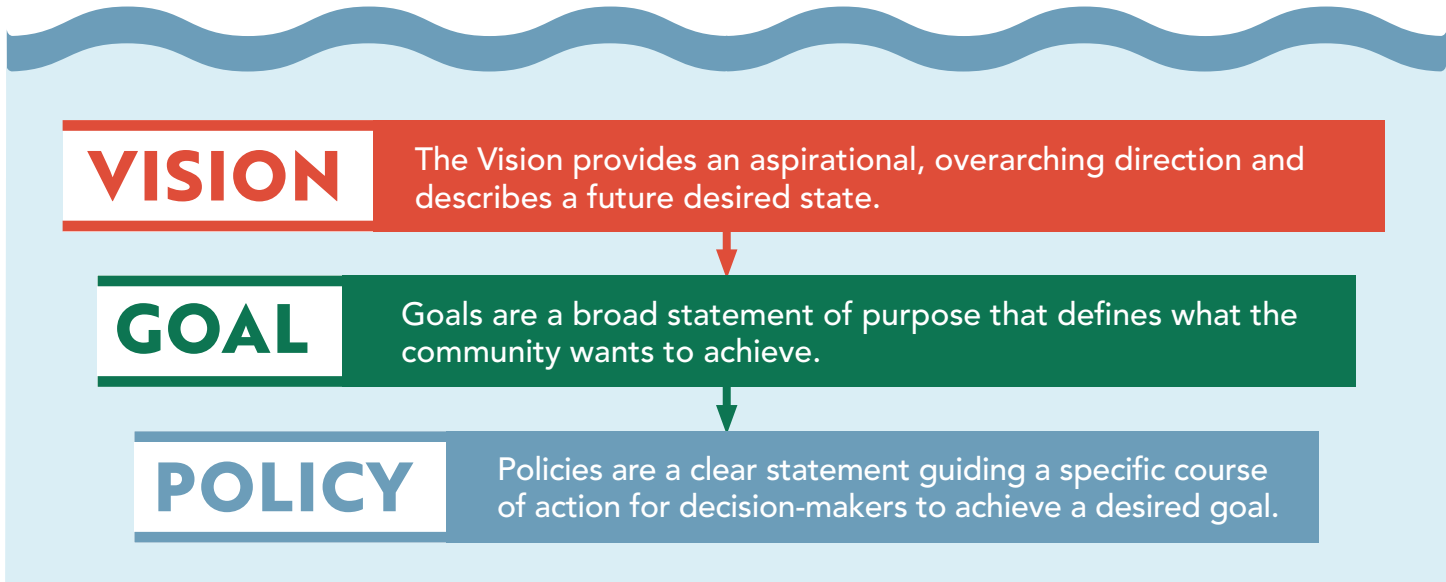 VISION
The Vision provides an aspirational, overarching direction and
describes a future desired state.
GOAL
Goals are a broad statement of purpose that defines what the
community wants to achieve.
POLICY
Policies are a clear statement guiding a specific course
of action for decision-makers to achieve a desired goal.